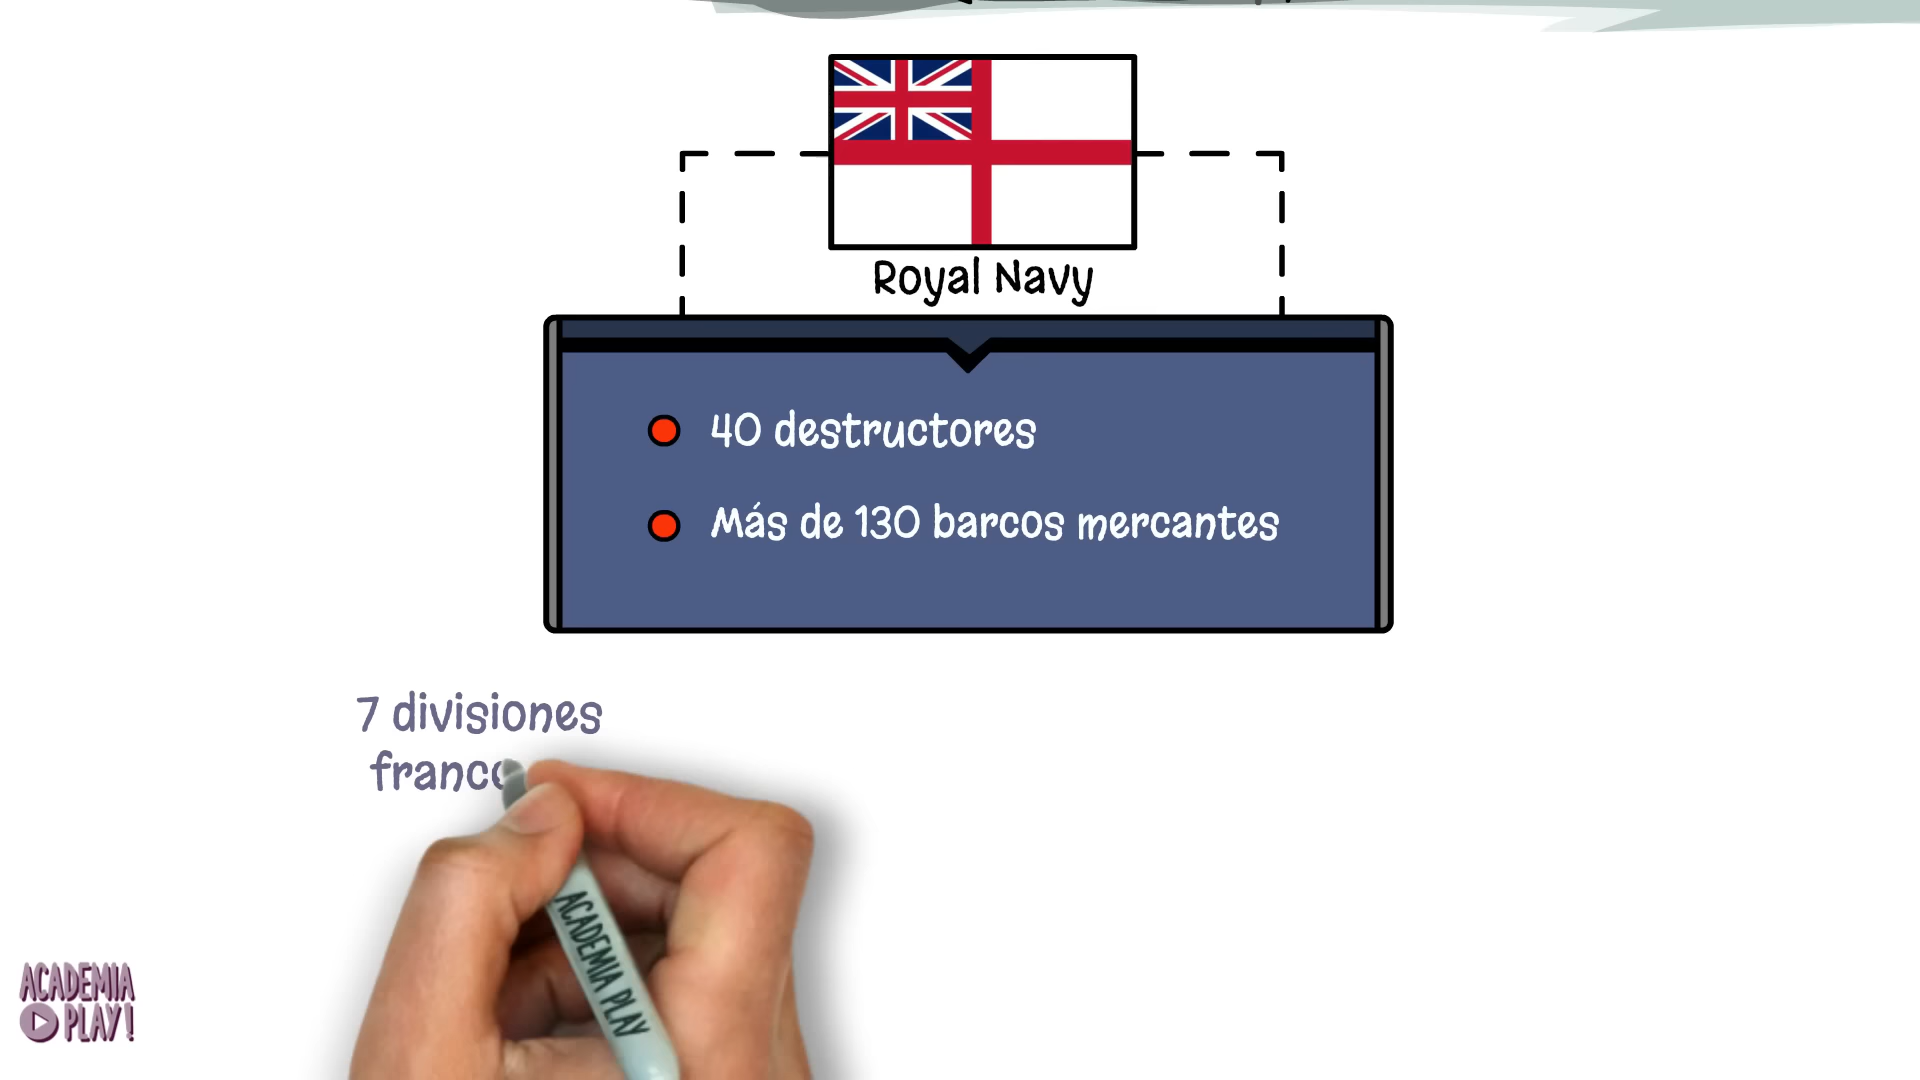 Royal Navy
40 destructores
Más de 130 barcos mercantes
7 divisiones
ACADEMIA PLAY
ACADEMIA
PLAY!